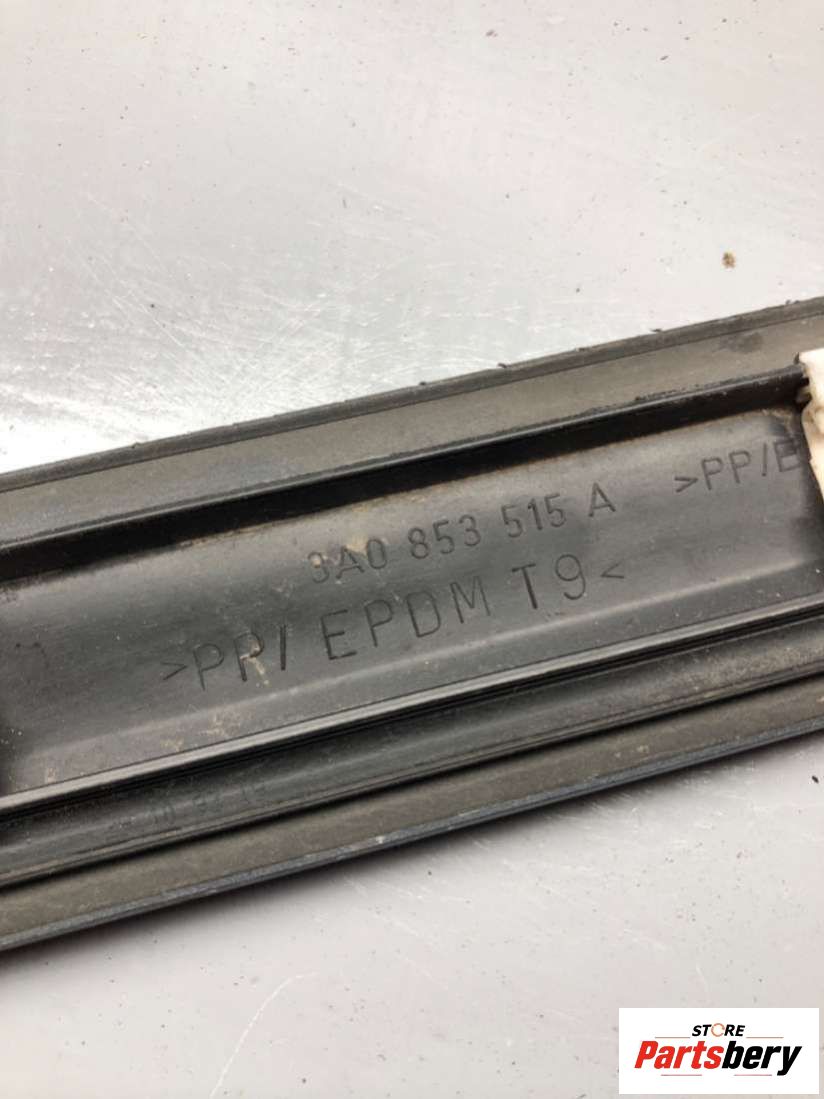 3A0 853 515 A
>PP/E
>PP/ EPDM T9<
STORE
Partsbery